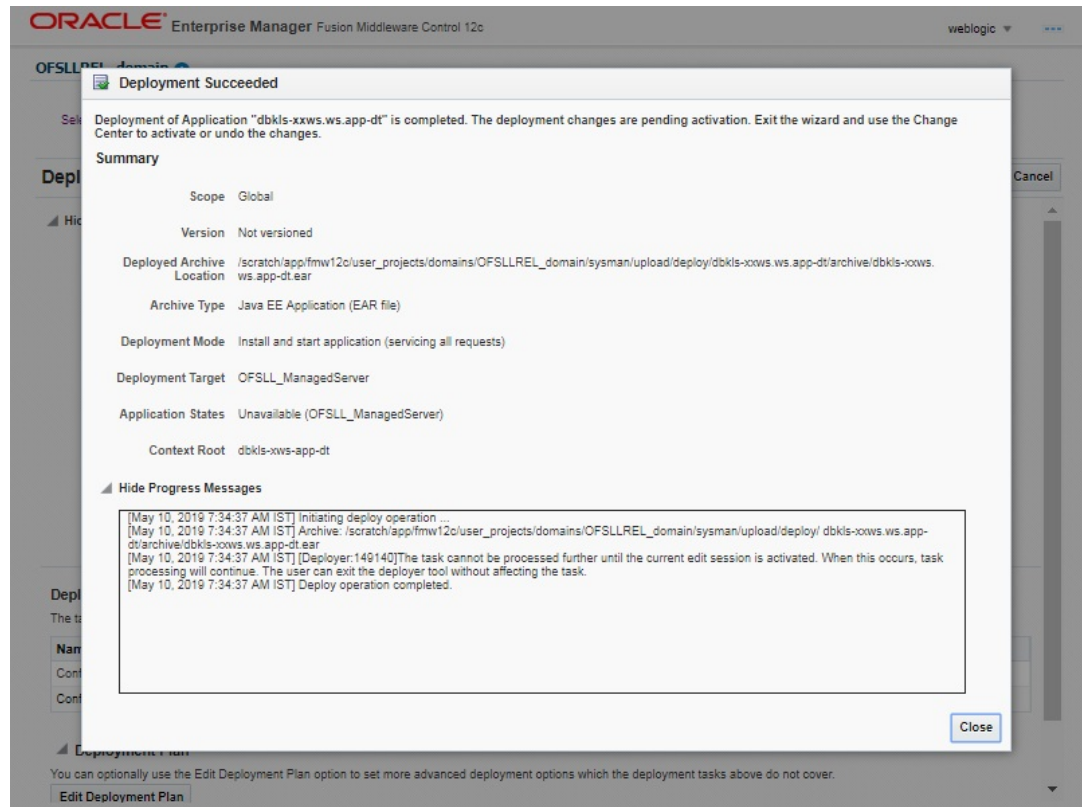 ORACLE Enterprise Manager Fusion Middleware Control 12c
weblogic
Deployment Succeeded
Deployment of Application "dbkls-xxws.ws.app-dt" is completed. The deployment changes are pending activation. Exit the wizard and use the Change
Center to activate or undo the changes.
Summary
Scope Global
Version Not versioned
Deployed Archive /scratch/app/fmw12c/user_projects/domains/OFSLLREL_domain/sysman/upload/deploy/dbkls-xxws.ws.app-dt/archive/dbkls-xxws.
Location ws.app-dt.ear
Archive Type Java EE Application (EAR file)
Deployment Mode Install and start application (servicing all requests)
Deployment Target OFSLL_ManagedServer
Application States Unavailable (OFSLL_ManagedServer)
Context Root dbkls-xws-app-dt
Hide Progress Messages
[May 10, 2019 7:34:37 AM IST] Initiating deploy operation ...
[May 10, 2019 7:34:37 AM IST] Archive: /scratch/app/fmw12c/user_projects/domains/OFSLLREL_domain/sysman/upload/deploy/ dbkls-xxws.ws.app-
dt/archive/dbkls-xxws.ws.app-dt.ear
[May 10, 2019 7:34:37 AM IST] [Deployer:149140]The task cannot be processed further until the current edit session is activated. When this occurs, task
processing will continue. The user can exit the deployer tool without affecting the task.
[May 10, 2019 7:34:37 AM IST] Deploy operation completed.
Close
Cancel
You can optionally use the Edit Deployment Plan option to set more advanced deployment options which the deployment tasks above do not cover.
Edit Deployment Plan